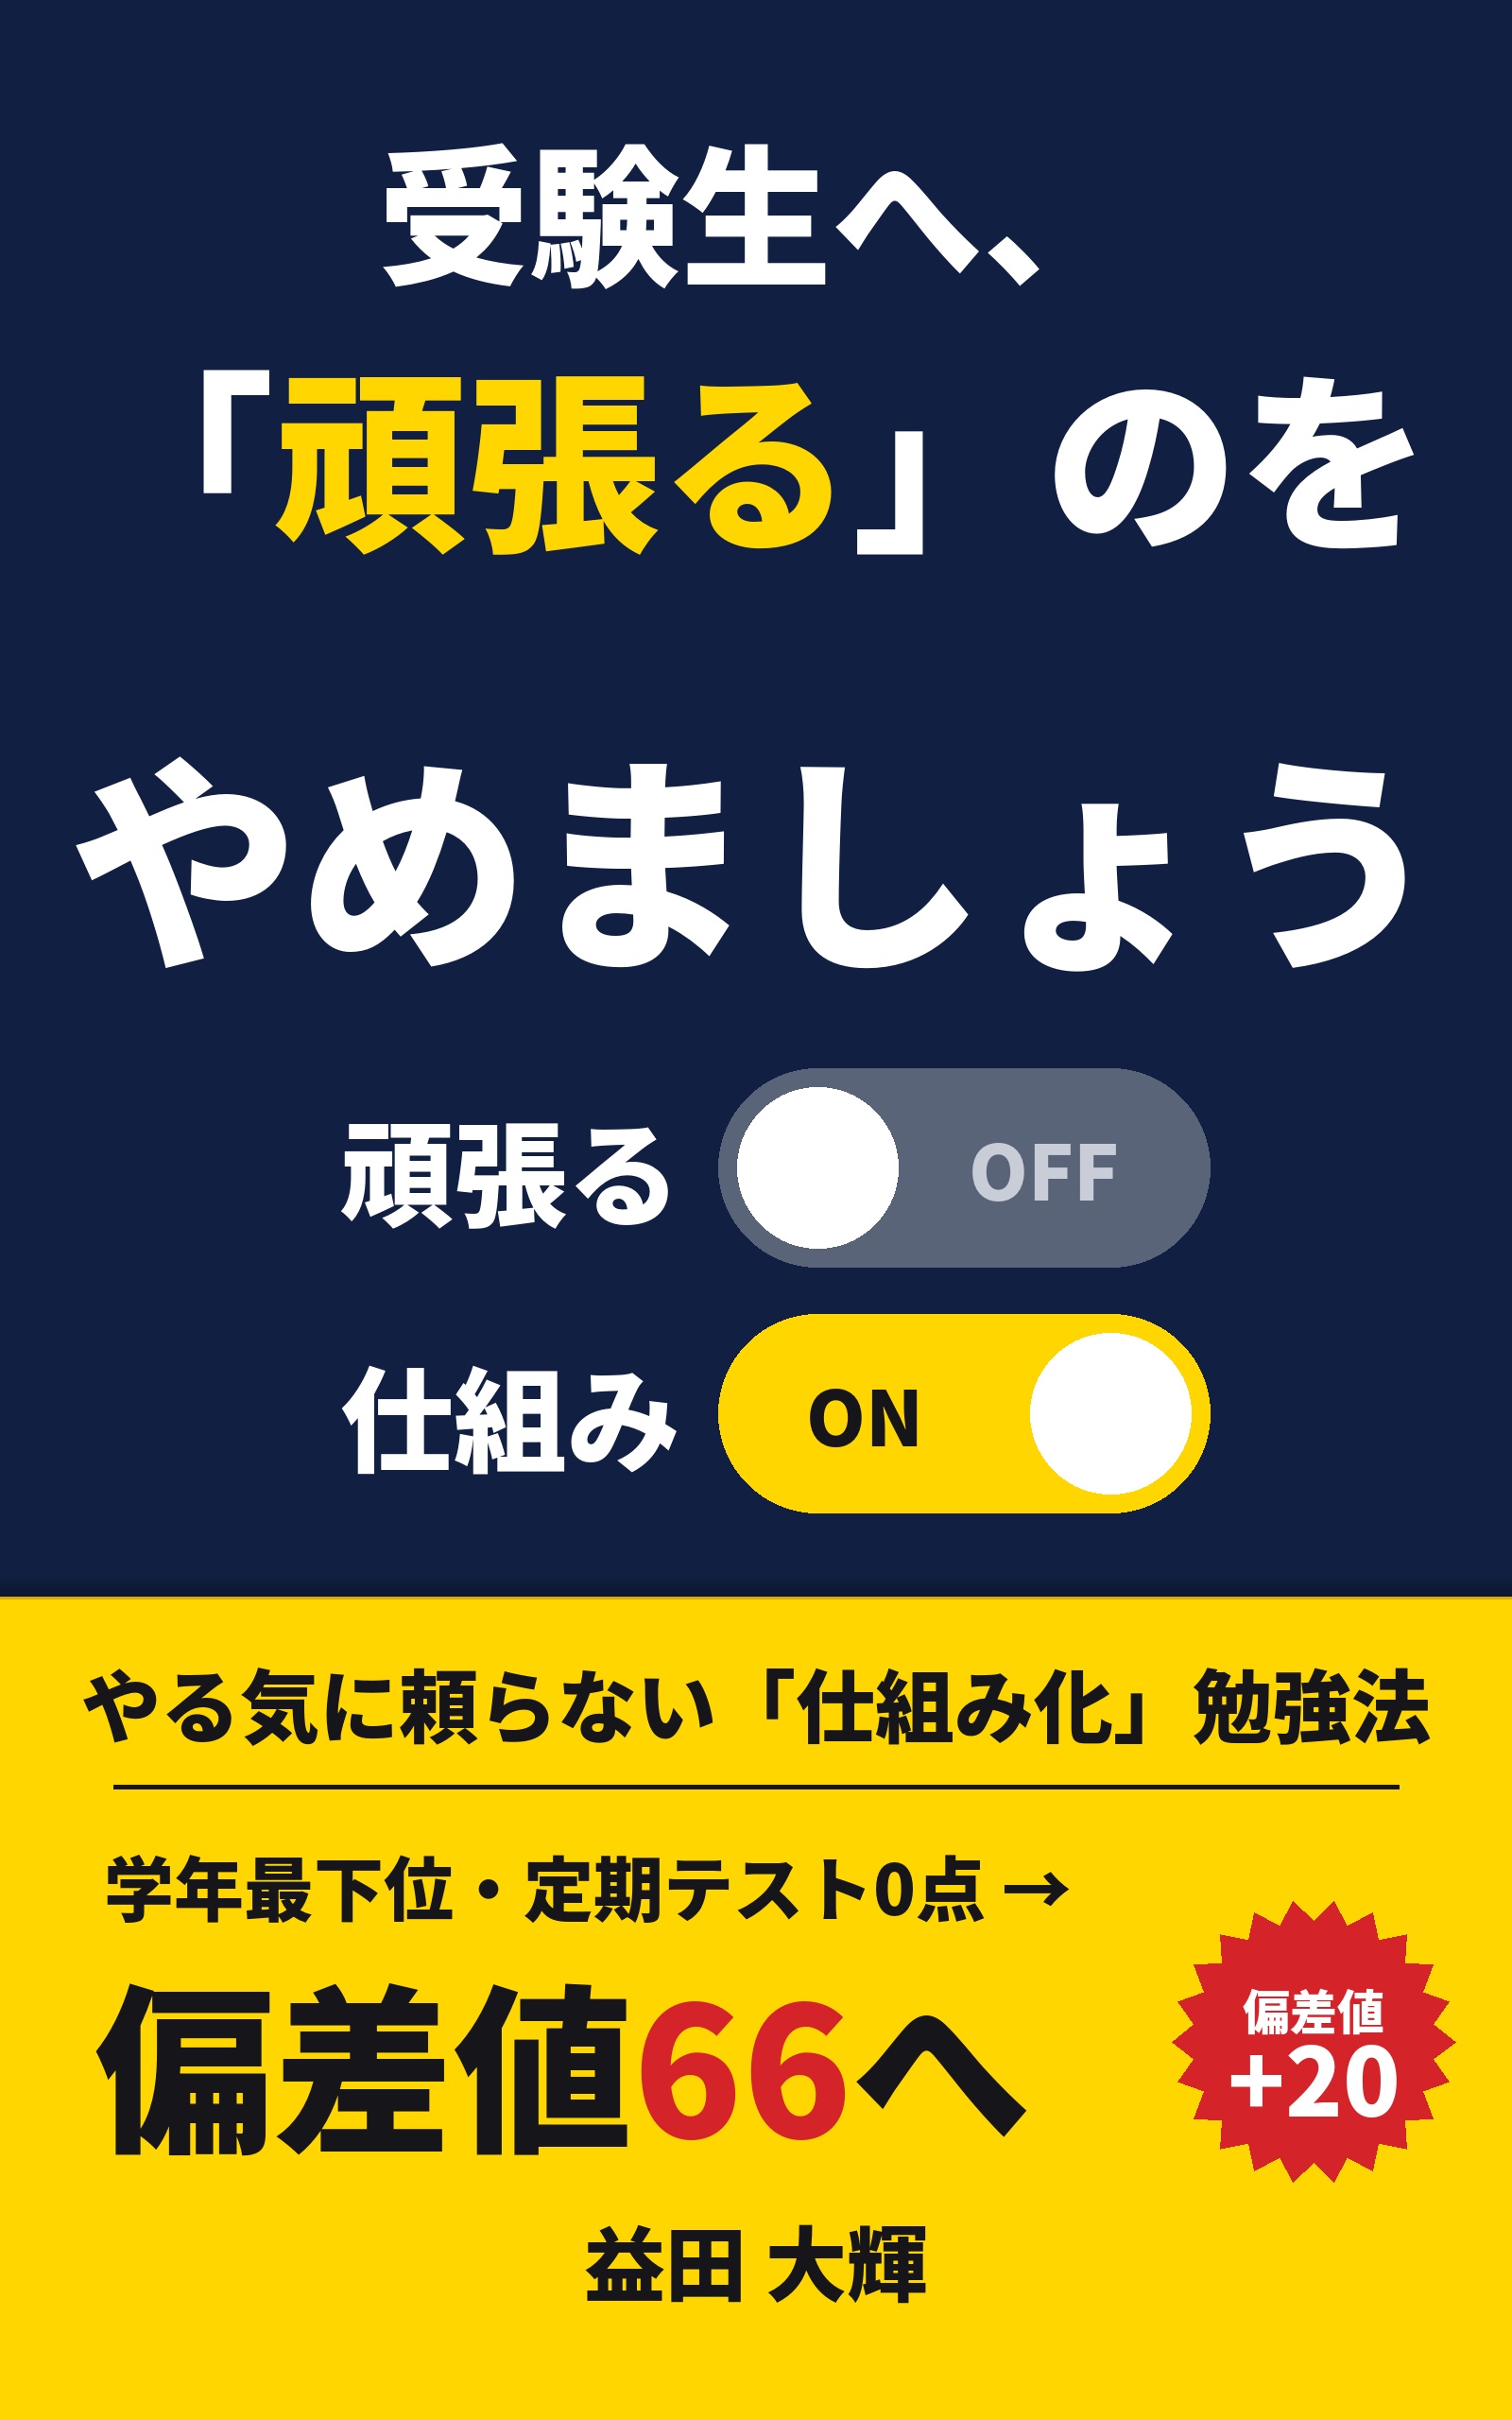 受験生へ、
「頑張る」のを
やめましょう
頑張る OFF
仕組み ON
やる気に頼らない「仕組み化」勉強法
学年最下位・定期テスト0点 →
偏差値66へ
偏差値
+20
益田 大輝